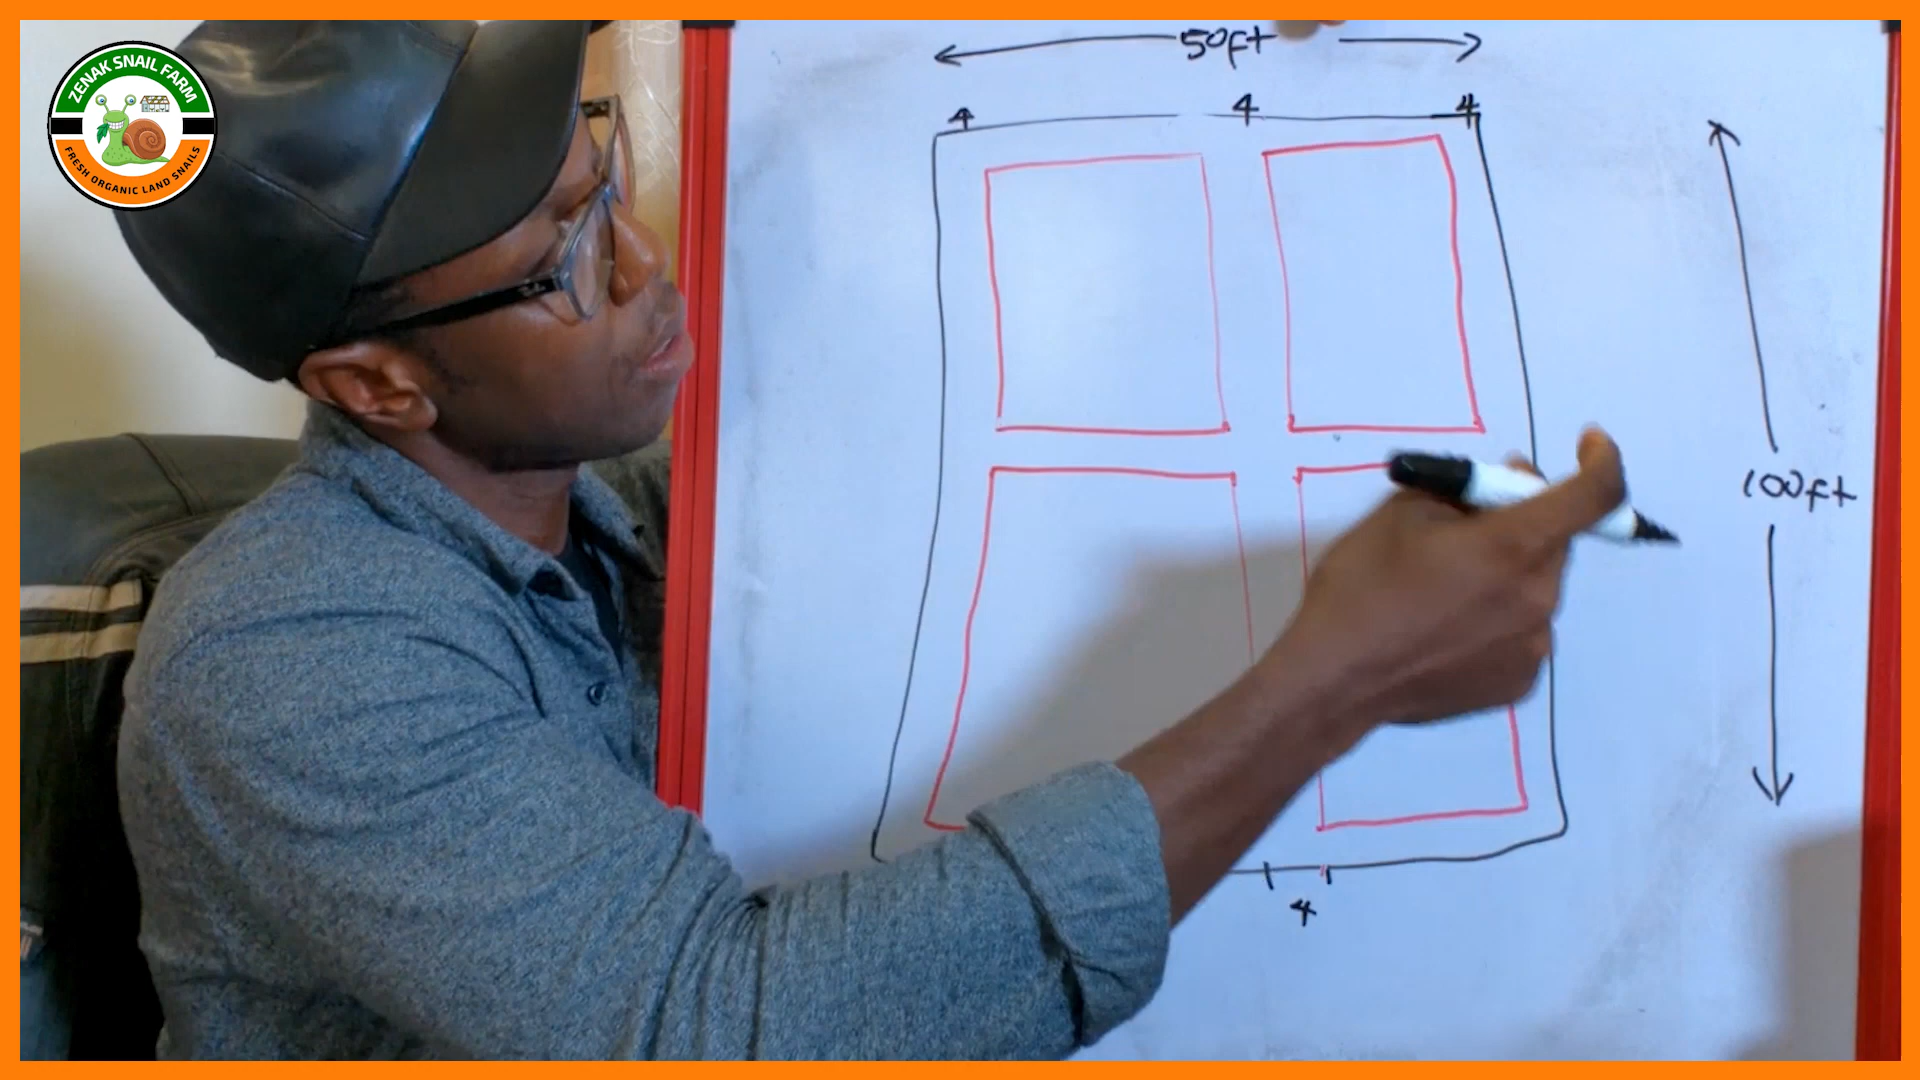 ZENAK SNAIL FARM
FRESH ORGANIC LAND SNAILS
50ft
4 4 4
100ft
4